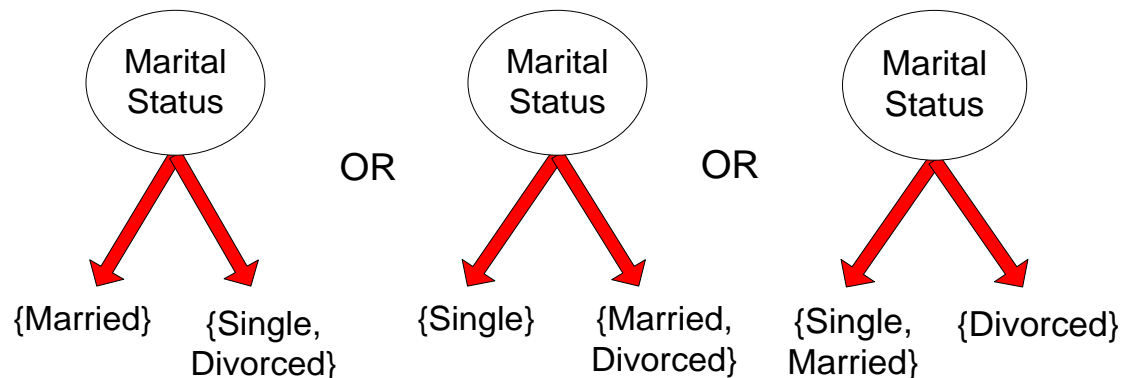 Marital
Status
Marital
Status
Marital
Status
OR
OR
{Married}
{Single,
Divorced}
{Single}
{Married,
Divorced}
{Single,
Married}
{Divorced}